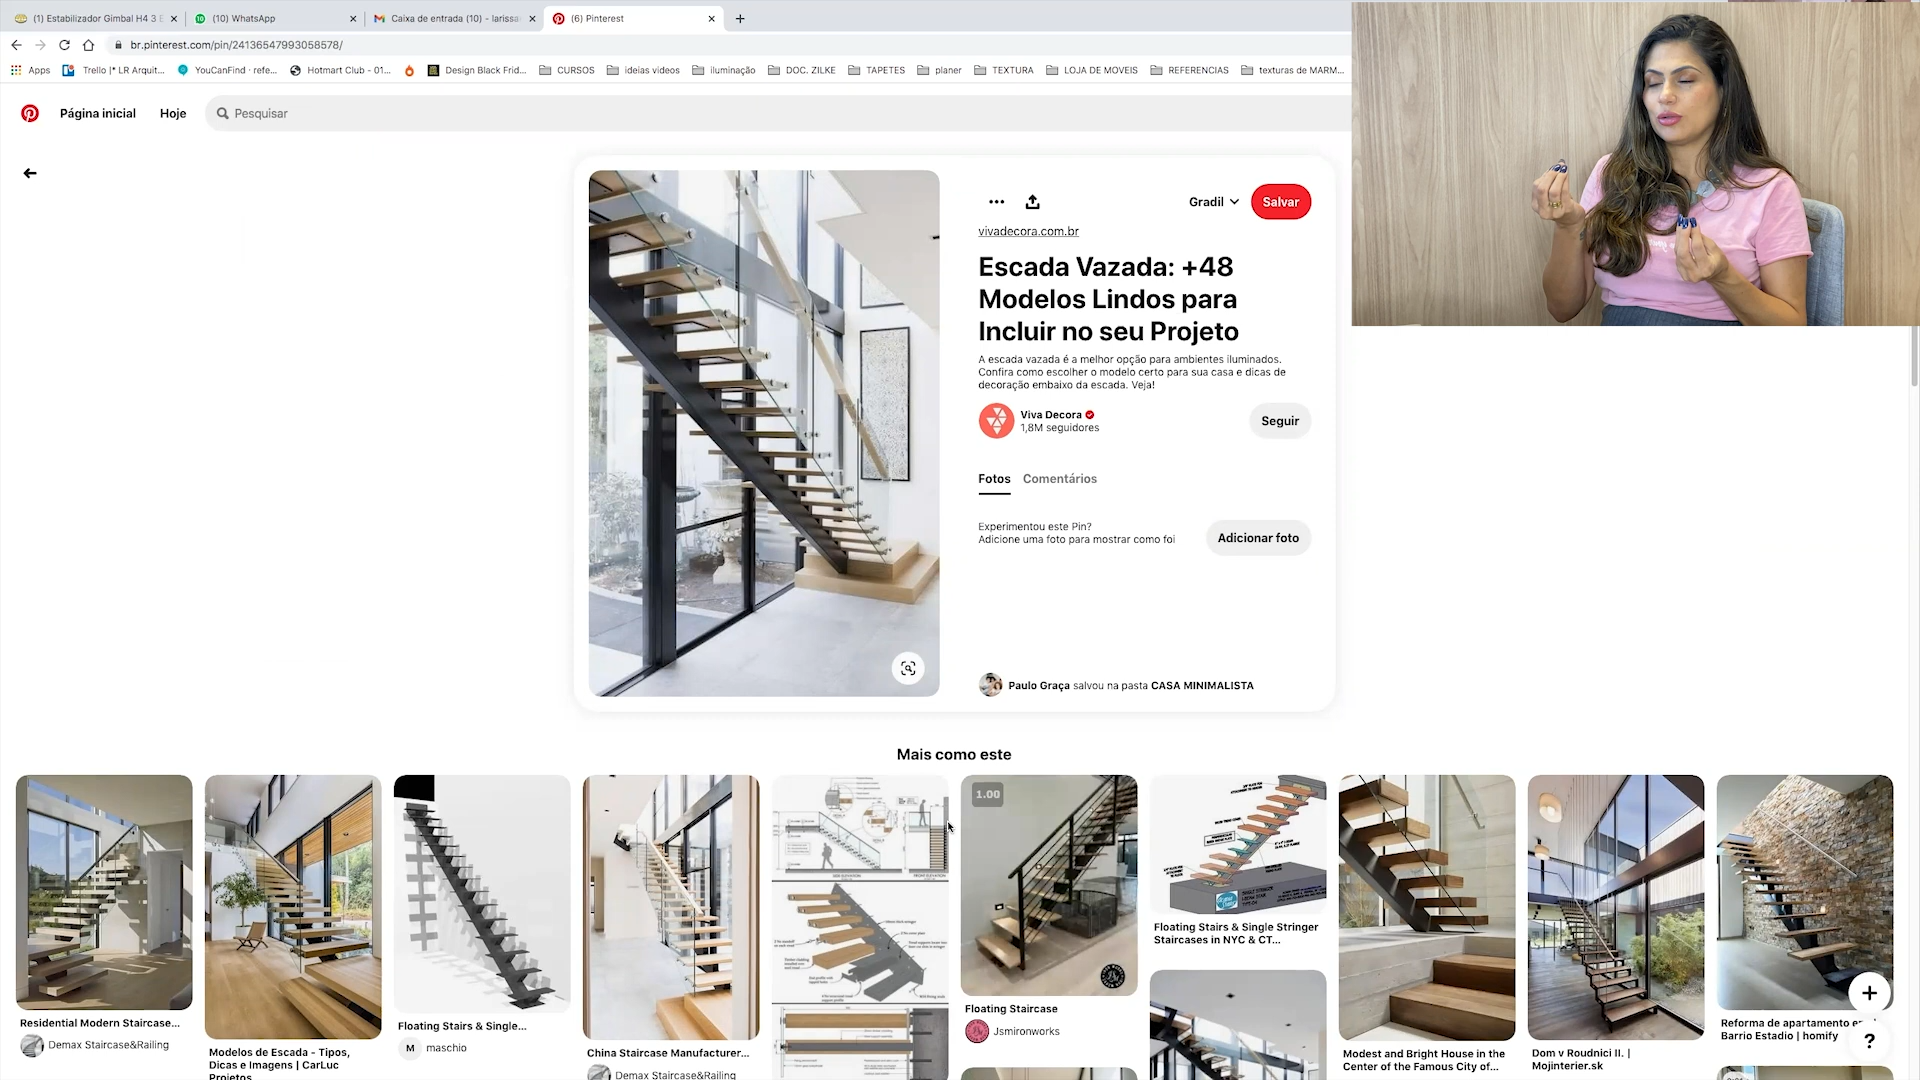 (1) Estabilizador Gimbal H4 3 E
(10) WhatsApp
Caixa de entrada (10) - larissa
(6) Pinterest
br.pinterest.com/pin/24136547993058578/
Apps
Trello |* LR Arquit...
YouCanFind · refe...
Hotmart Club - 01...
Design Black Frid...
CURSOS
ideias videos
iluminação
DOC. ZILKE
TAPETES
planer
TEXTURA
LOJA DE MOVEIS
REFERENCIAS
texturas de MARM...
Página inicial
Hoje
Pesquisar
Gradil
Salvar
vivadecora.com.br
Escada Vazada: +48
Modelos Lindos para
Incluir no seu Projeto
A escada vazada é a melhor opção para ambientes iluminados.
Confira como escolher o modelo certo para sua casa e dicas de
decoração embaixo da escada. Veja!
Viva Decora
1,8M seguidores
Seguir
Fotos
Comentários
Experimentou este Pin?
Adicione uma foto para mostrar como foi
Adicionar foto
Paulo Graça salvou na pasta CASA MINIMALISTA
Mais como este
1.00
Residential Modern Staircase...
Demax Staircase&Railing
Modelos de Escada - Tipos,
Dicas e Imagens | CarLuc
Projetos
Floating Stairs & Single...
M maschio
China Staircase Manufacturer...
Demax Staircase&Railing
Floating Staircase
Jsmironworks
Floating Stairs & Single Stringer
Staircases in NYC & CT...
Modest and Bright House in the
Center of the Famous City of...
Dom v Roudnici II. |
Mojinterier.sk
Reforma de apartamento en
Barrio Estadio | homify
?